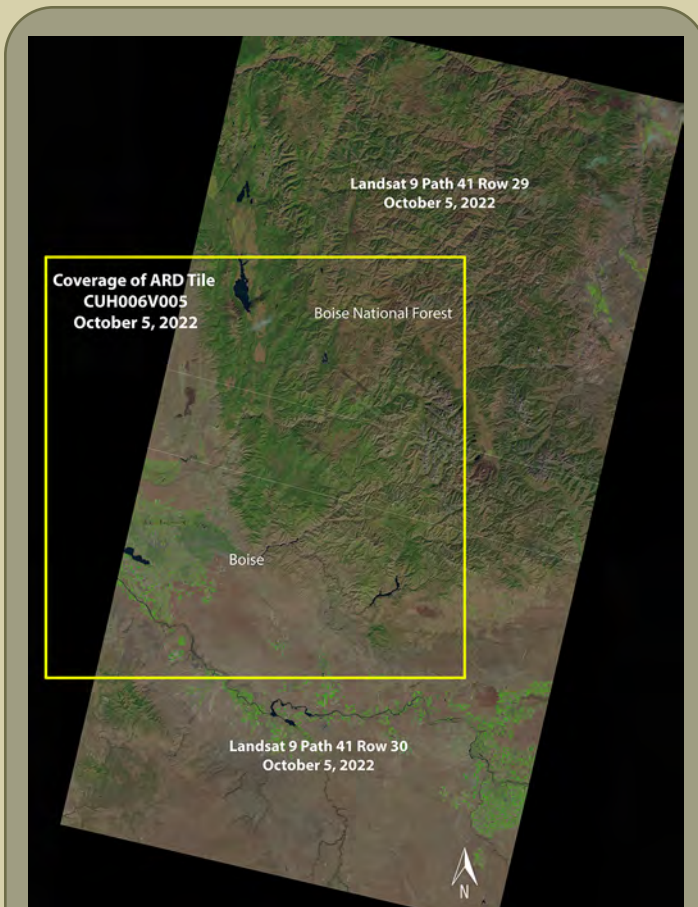 Landsat 9 Path 41 Row 29
October 5, 2022
Coverage of ARD Tile
CUH006V005
October 5, 2022
Boise National Forest
Boise
Landsat 9 Path 41 Row 30
October 5, 2022
N